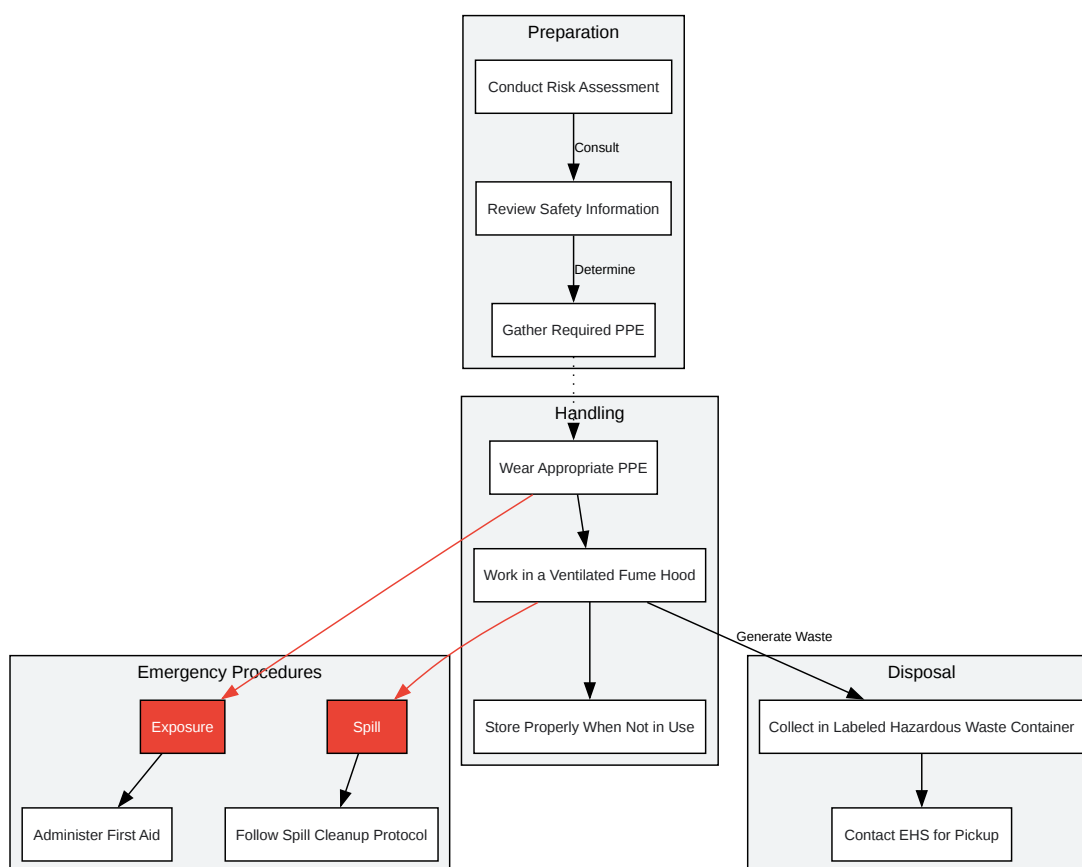 Preparation
Conduct Risk Assessment
Consult
Review Safety Information
Determine
Gather Required PPE
Handling
Wear Appropriate PPE
Work in a Ventilated Fume Hood
Generate Waste
Emergency Procedures
Disposal
Exposure
Spill
Store Properly When Not in Use
Collect in Labeled Hazardous Waste Container
Administer First Aid
Follow Spill Cleanup Protocol
Contact EHS for Pickup